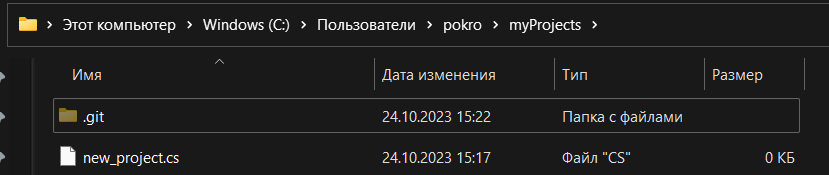 Этот компьютер > Windows (C:) > Пользователи > pokro > myProjects >
Имя Дата изменения Тип Размер
.git 24.10.2023 15:22 Папка с файлами
new_project.cs 24.10.2023 15:17 Файл "CS" 0 КБ